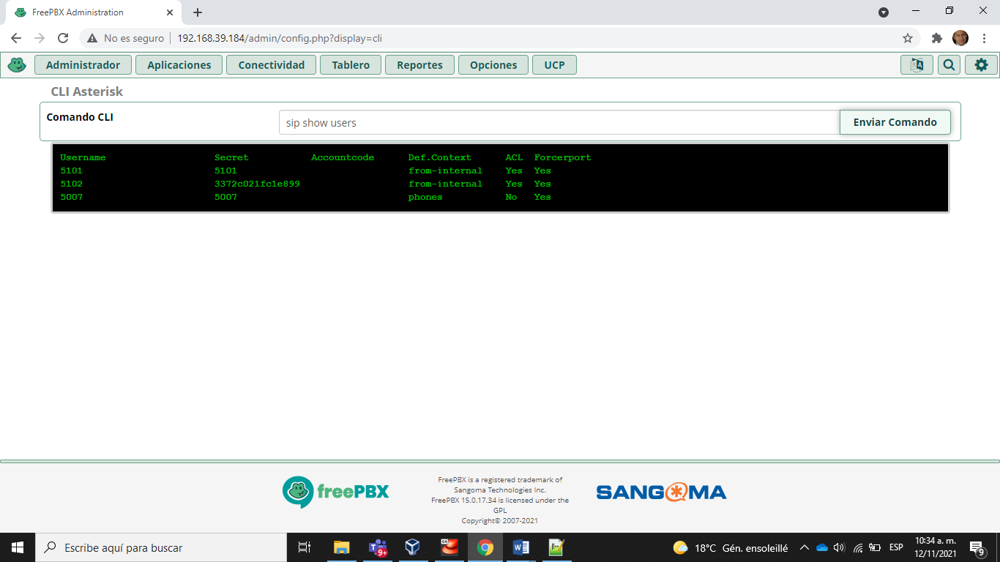 FreePBX Administration
No es seguro 192.168.39.184/admin/config.php?display=cli
Administrador Aplicaciones Conectividad Tablero Reportes Opciones UCP
CLI Asterisk
Comando CLI sip show users Enviar Comando
Username Secret Accountcode Def.Context ACL Forcerport
5101 5101 from-internal Yes Yes
5102 3372c021fc1e899 from-internal Yes Yes
5007 5007 phones No Yes
freePBX
FreePBX is a registered trademark of
Sangoma Technologies Inc.
FreePBX 15.0.17.34 is licensed under the
GPL
Copyright© 2007-2021
SANGOMA
Escribe aquí para buscar
9+
64
18°C Gén. ensoleillé
ESP
10:34 a. m.
12/11/2021
9